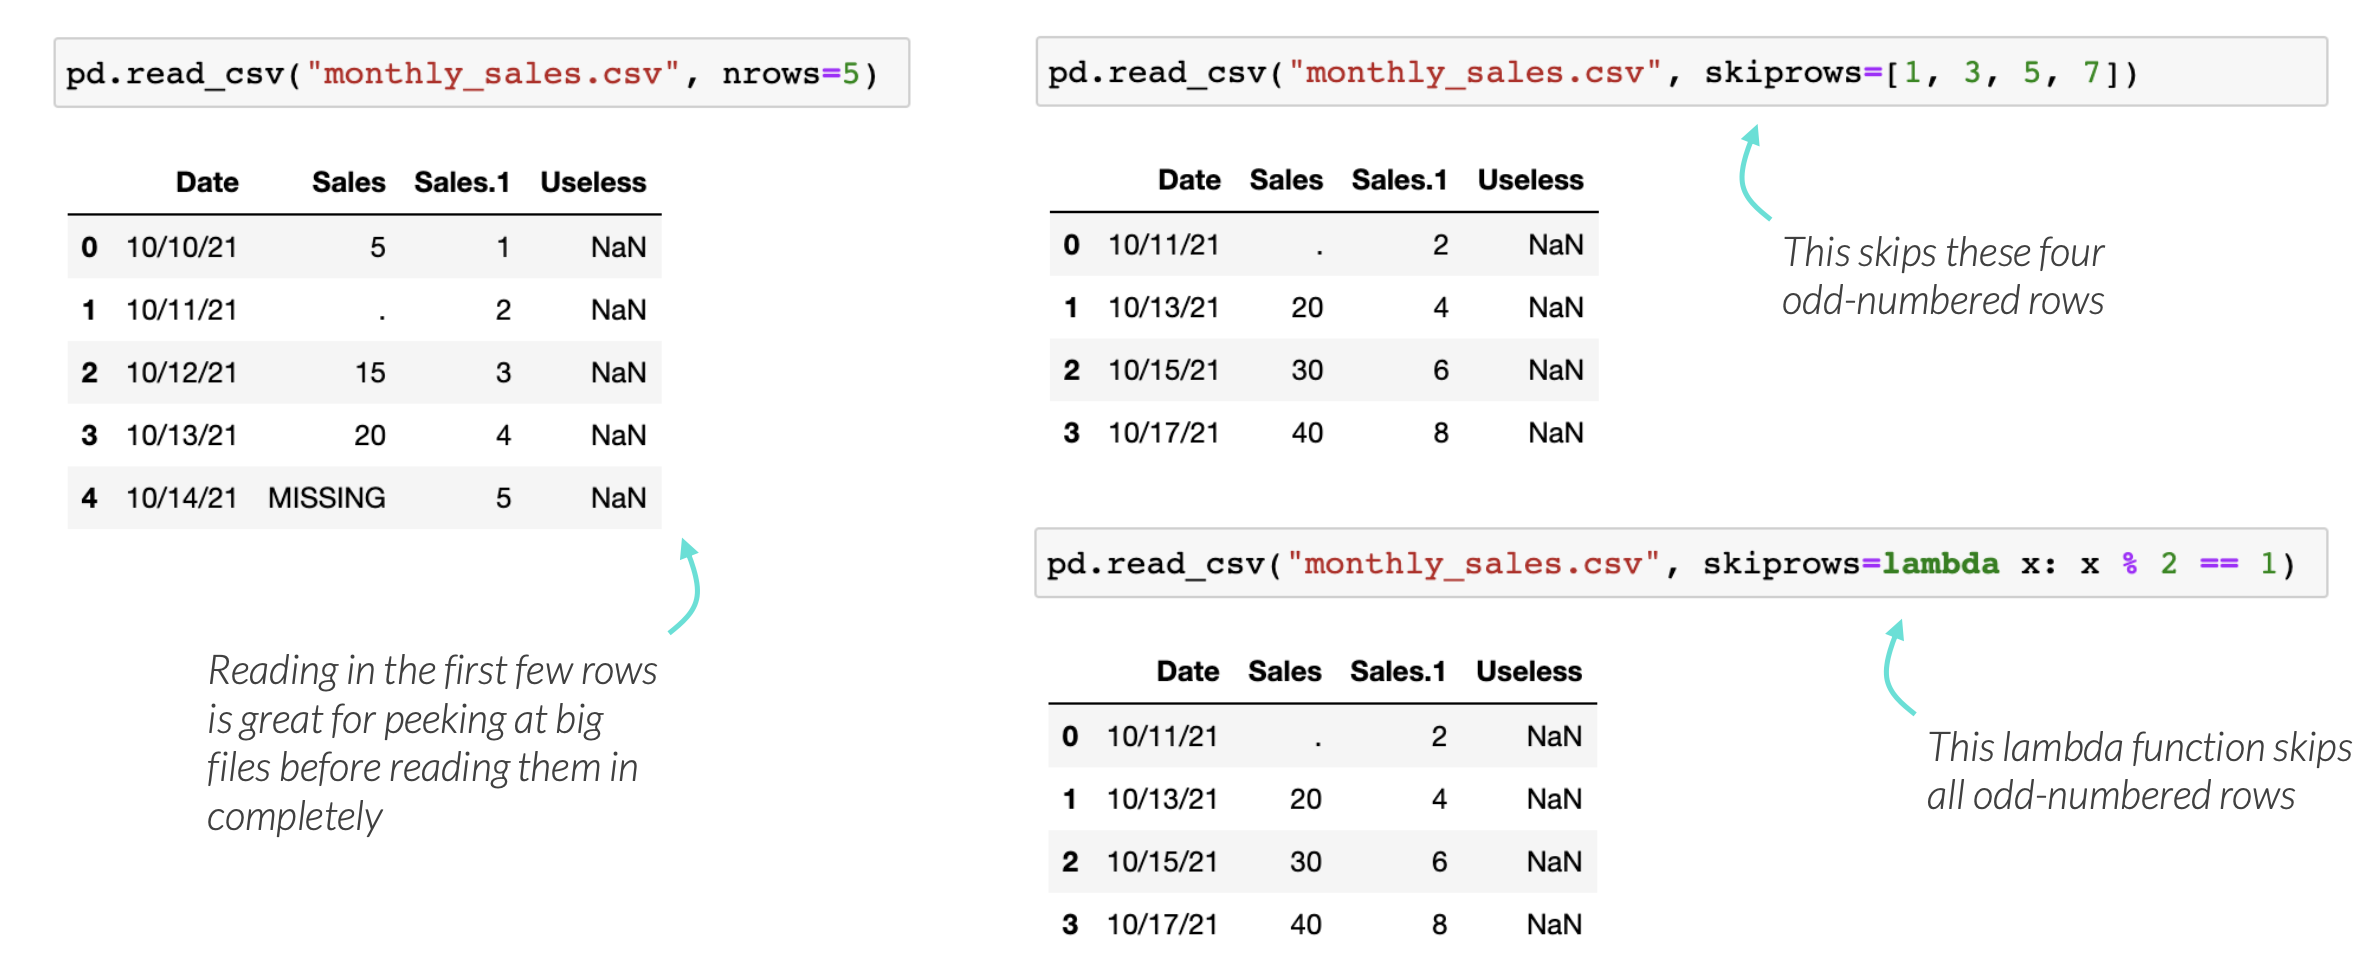 pd.read_csv("monthly_sales.csv", nrows=5)
Date Sales Sales.1 Useless
0 10/10/21 5 1 NaN
1 10/11/21 . 2 NaN
2 10/12/21 15 3 NaN
3 10/13/21 20 4 NaN
4 10/14/21 MISSING 5 NaN
Reading in the first few rows
is great for peeking at big
files before reading them in
completely
pd.read_csv("monthly_sales.csv", skiprows=[1, 3, 5, 7])
Date Sales Sales.1 Useless
0 10/11/21 . 2 NaN
1 10/13/21 20 4 NaN
2 10/15/21 30 6 NaN
3 10/17/21 40 8 NaN
This skips these four
odd-numbered rows
pd.read_csv("monthly_sales.csv", skiprows=lambda x: x % 2 == 1)
Date Sales Sales.1 Useless
0 10/11/21 . 2 NaN
1 10/13/21 20 4 NaN
2 10/15/21 30 6 NaN
3 10/17/21 40 8 NaN
This lambda function skips
all odd-numbered rows